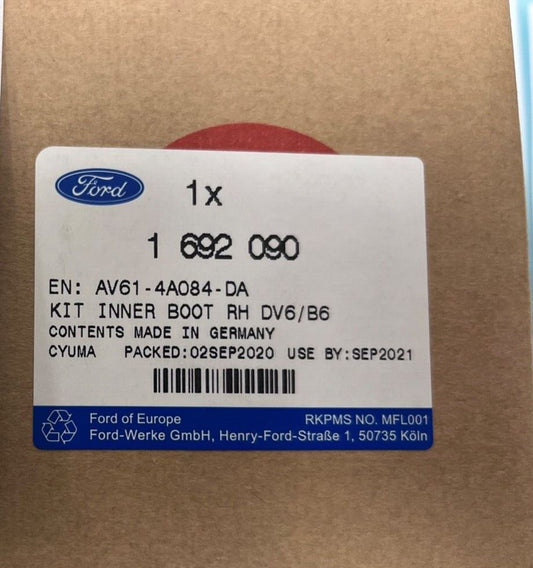 Ford
1x
1 692 090
EN: AV61-4A084-DA
KIT INNER BOOT RH DV6/B6
CONTENTS MADE IN GERMANY
CYUMA PACKED:02SEP2020 USE BY:SEP2021
Ford of Europe RKPMS NO. MFL001
Ford-Werke GmbH, Henry-Ford-Straße 1, 50735 Köln